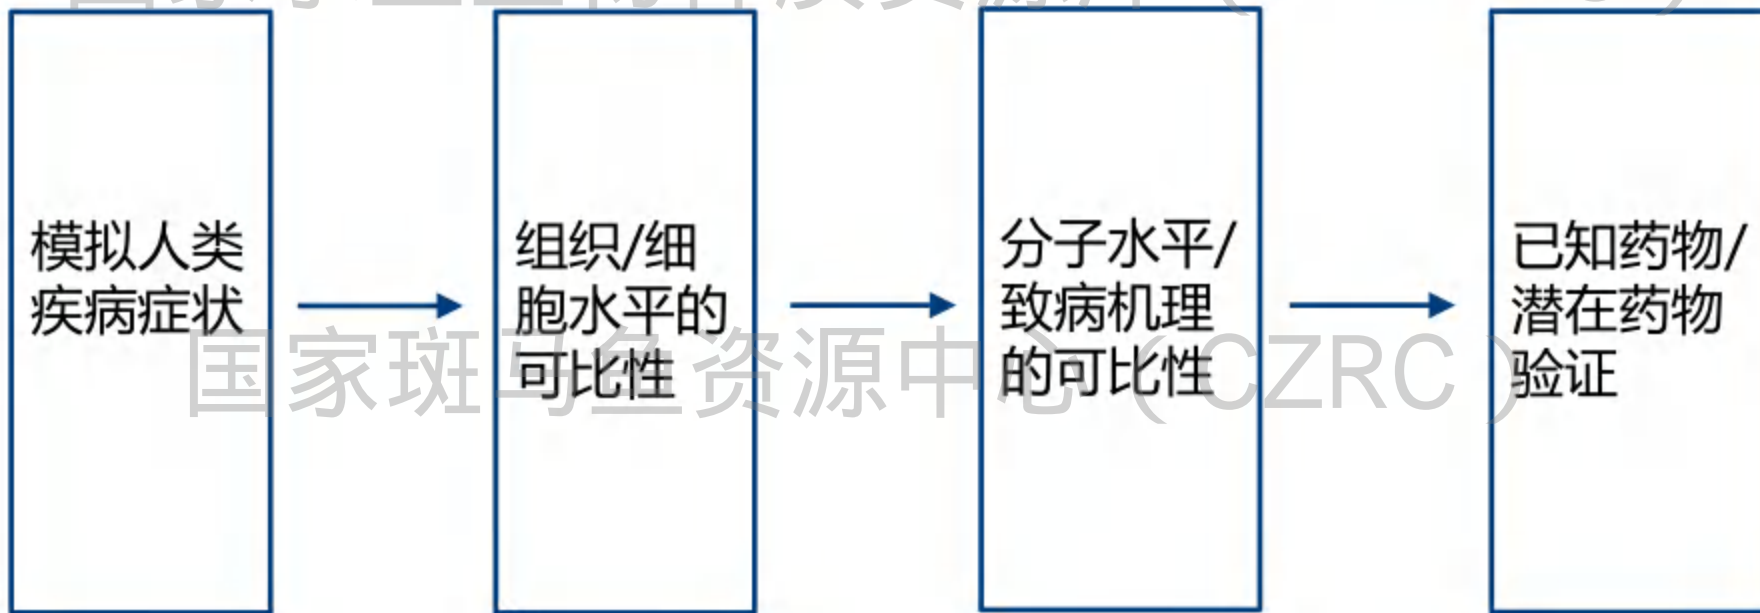 模拟人类
疾病症状
组织/细
胞水平的
可比性
分子水平/
致病机理
的可比性
已知药物/
潜在药物
验证
国家斑马鱼资源中心（CZRC）